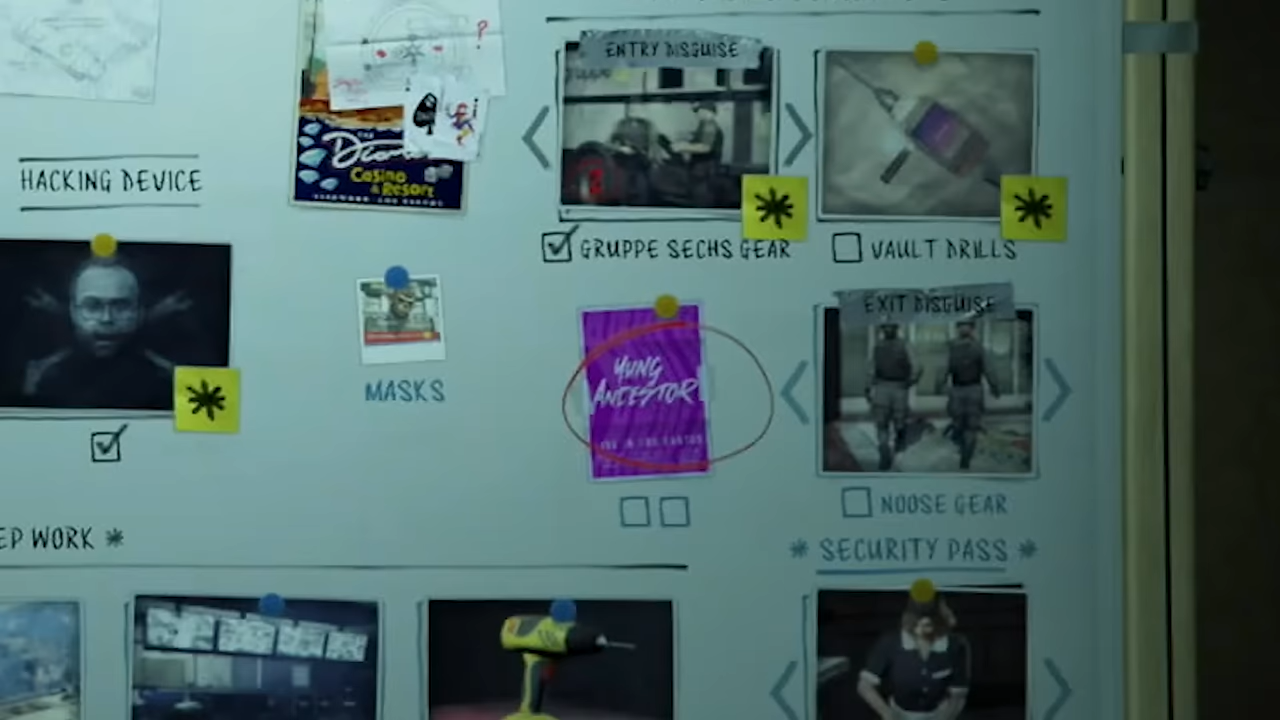 ?
ENTRY DISGUISE
HACKING DEVICE
THE
Casino
& Resort
GRUPPE SECHS GEAR
VAULT DRILLS
EXIT DISGUISE
YUNG
ANCESTOR
MASKS
NOOSE GEAR
EP WORK *
* SECURITY PASS *